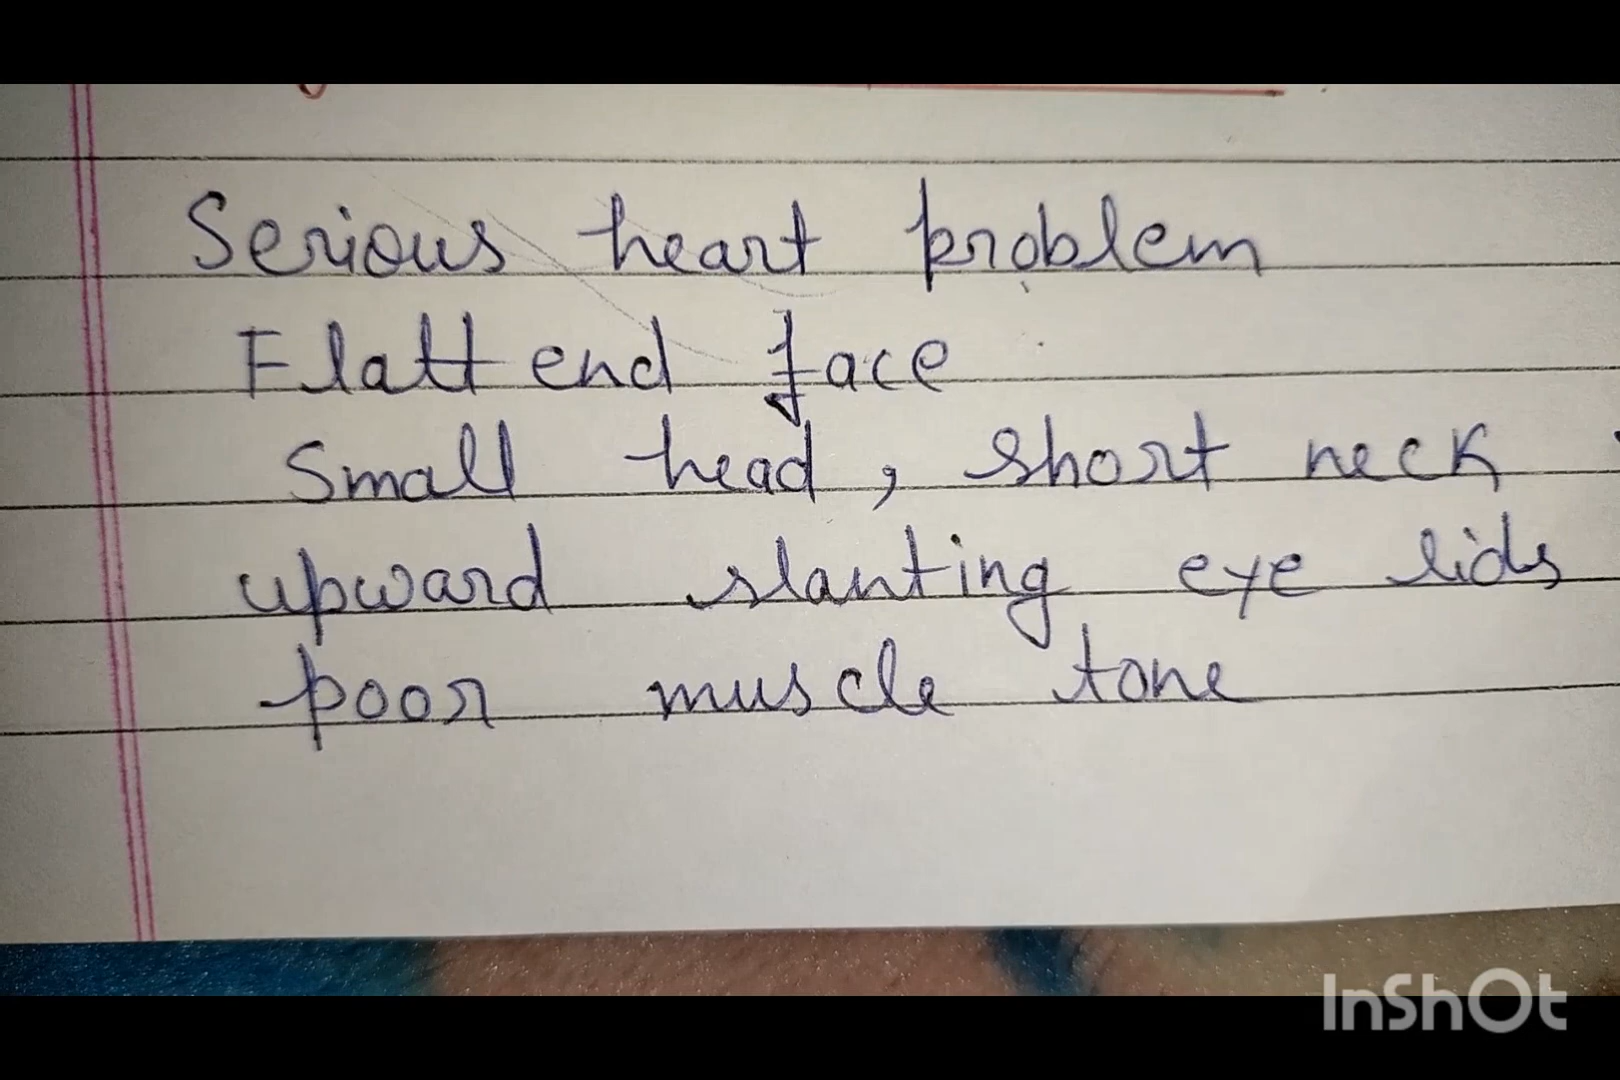 Serious heart problem
Flattend face
Small head, short neck
upward slanting eye lids
poor muscle tone
InShOt